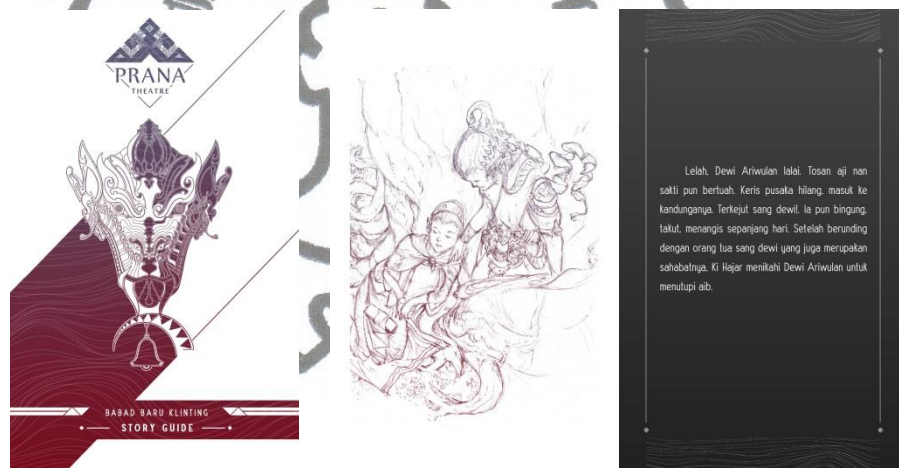 PRANA
THEATRE
BABAD BARU KLINTING
STORY GUIDE
Lelah, Dewi Ariwulan lalai. Tosan aji nan
sakti pun bertuah. Keris pusaka hilang, masuk ke
kandunganya. Terkejut sang dewi!. Ia pun bingung,
takut, menangis sepanjang hari. Setelah berunding
dengan orang tua sang dewi yang juga merupakan
sahabatnya, Ki Hajar menikahi Dewi Ariwulan untuk
menutupi aib.